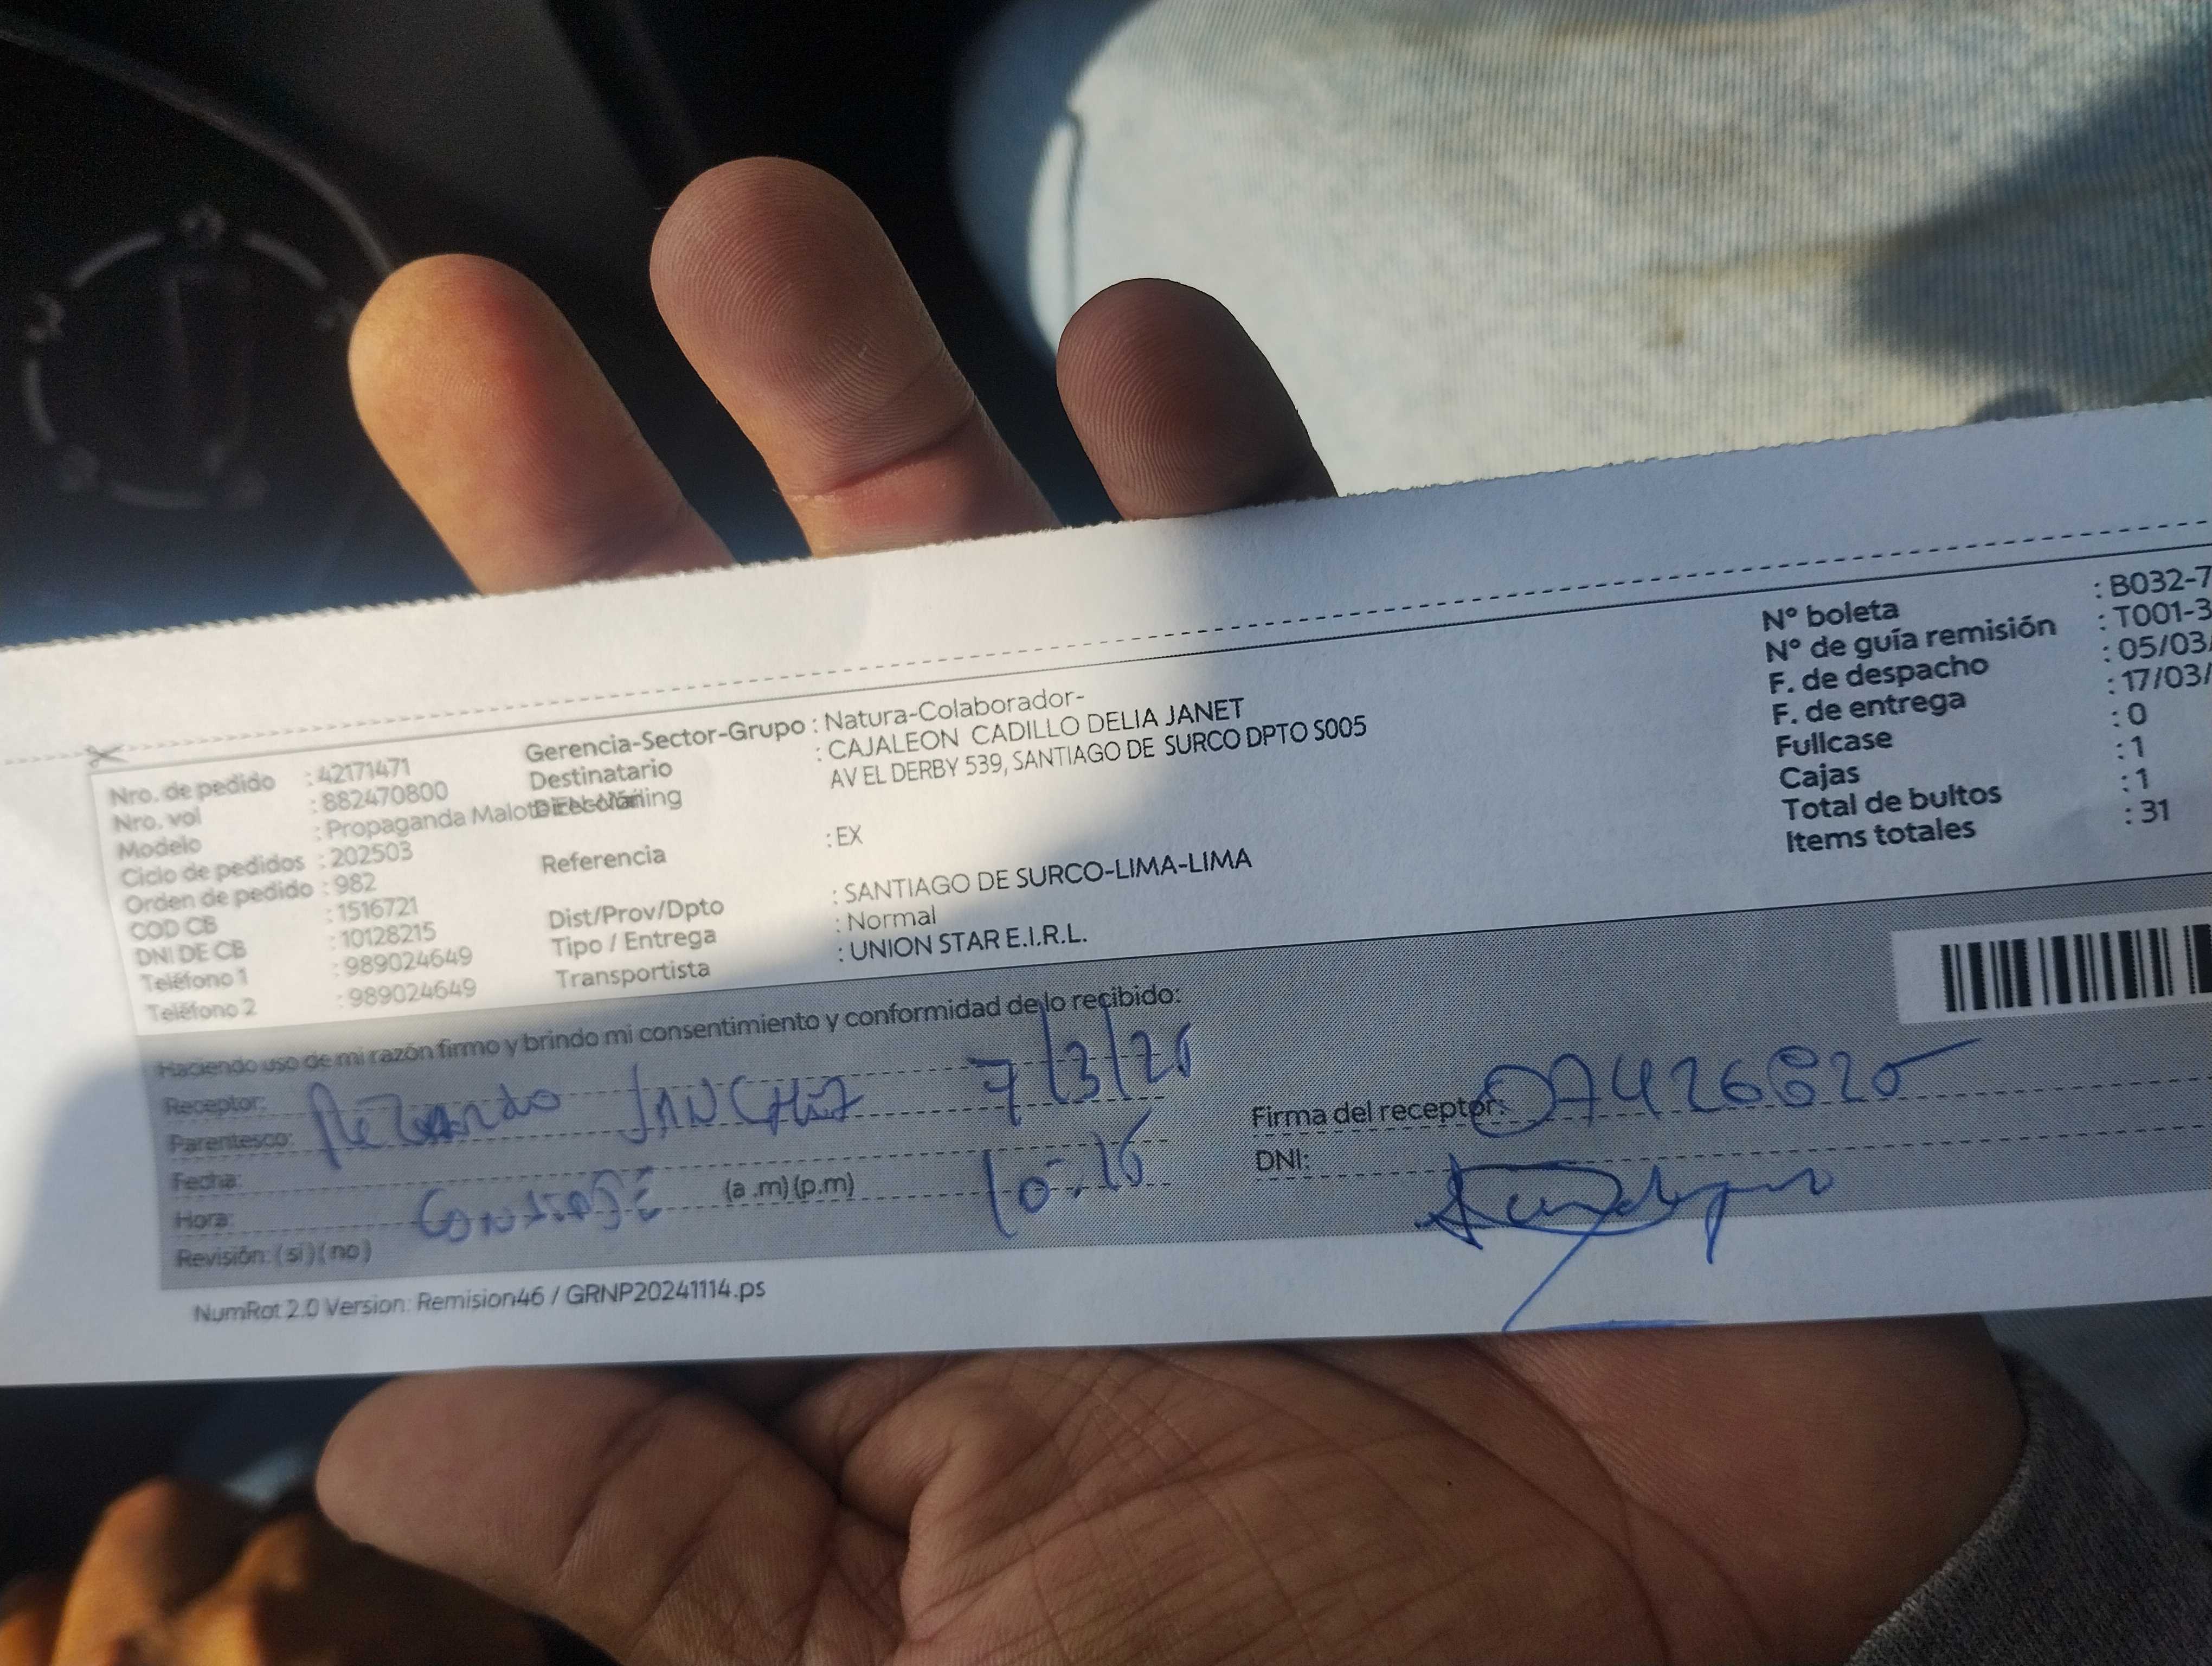 Nro. de pedido : 42171471
Nro. vol : 882470800
Modelo : Propaganda
Ciclo de pedidos : 202503
Orden de pedido : 982
COD CB : 1516721
DNI DE CB : 10128215
Teléfono 1 : 989024649
Teléfono 2 : 989024649
Gerencia-Sector-Grupo : Natura-Colaborador-
Destinatario : CAJALEON CADILLO DELIA JANET
AV EL DERBY 539, SANTIAGO DE SURCO DPTO S005
Referencia : EX
Dist/Prov/Dpto : SANTIAGO DE SURCO-LIMA-LIMA
Tipo / Entrega : Normal
Transportista : UNION STAR E.I.R.L.
N° boleta : B032-7
N° de guía remisión : T001-3
F. de despacho : 05/03/
F. de entrega : 17/03/
Fullcase : 0
Cajas : 1
Total de bultos : 1
Items totales : 31
Haciendo uso de mi razón firmo y brindo mi consentimiento y conformidad de lo recibido:
Receptor: SANCHEZ 7/3/
Parentesco:
Fecha:
Hora: (a .m) (p.m) 10:16
Revisión: (si) (no)
Firma del receptor:
DNI:
NumRot 2.0 Version: Remision46 / GRNP20241114.ps